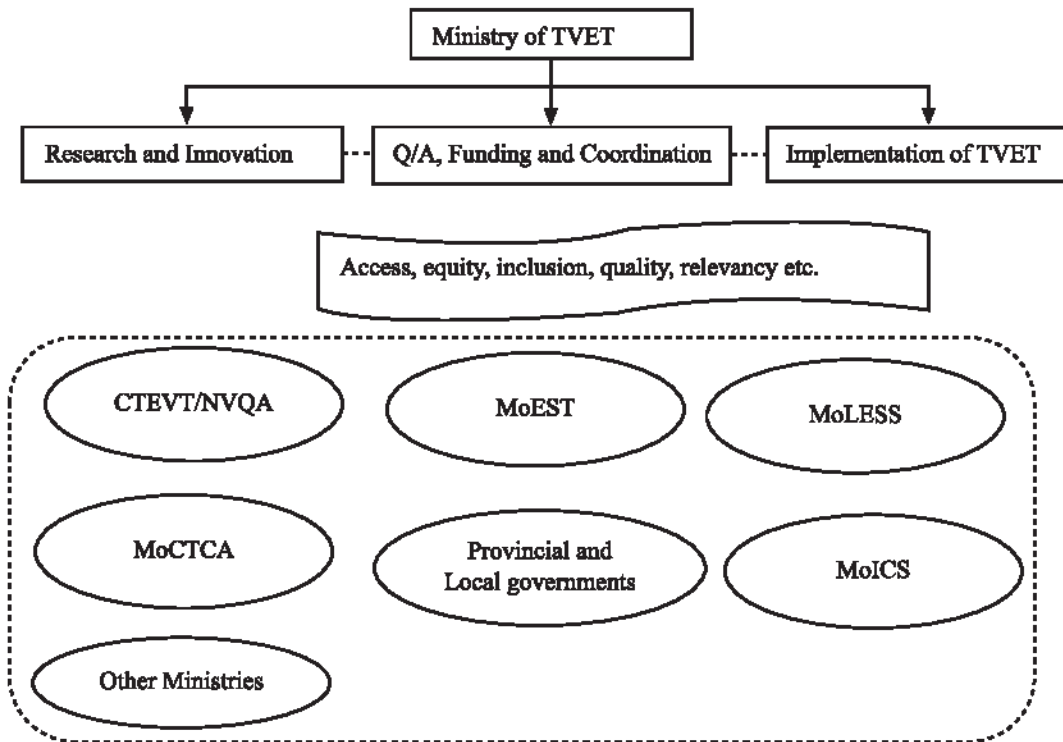 Ministry of TVET
Research and Innovation
Q/A, Funding and Coordination
Implementation of TVET
Access, equity, inclusion, quality, relevancy etc.
CTEVT/NVQA
MoEST
MoLESS
MoCTCA
Provincial and
Local governments
MoICS
Other Ministries